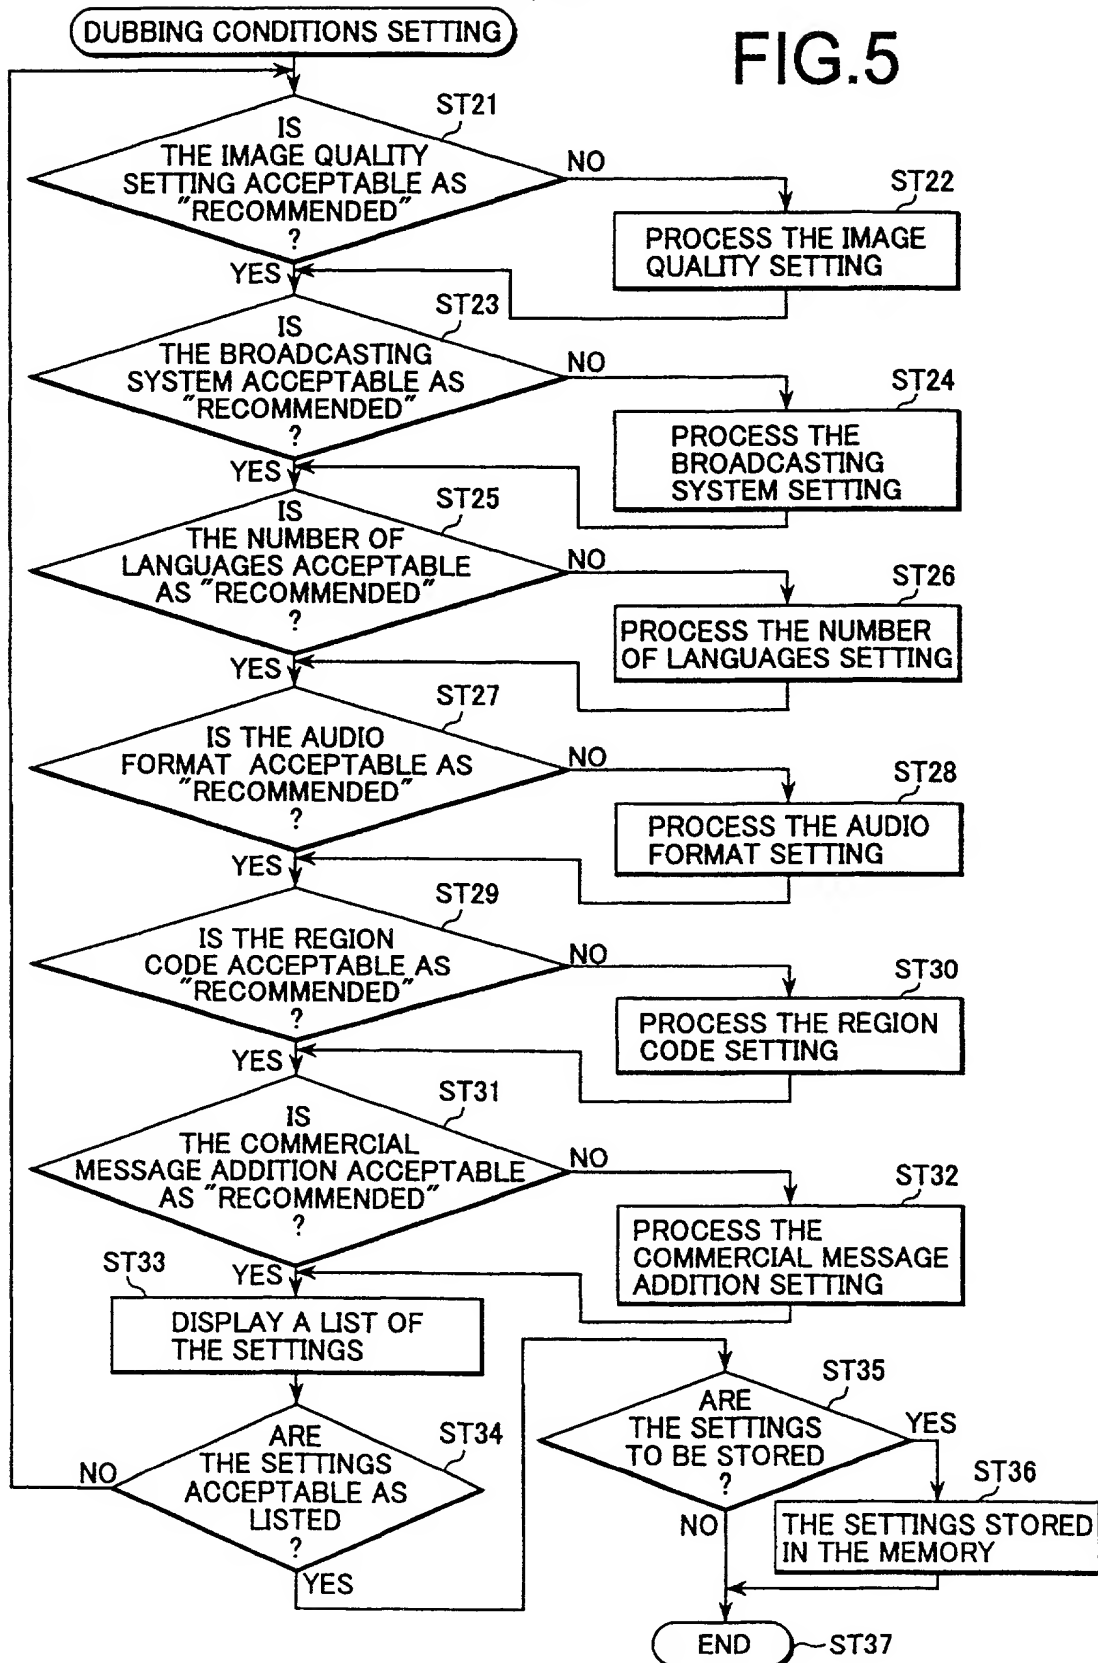 DUBBING CONDITIONS SETTING
FIG.5
ST21
IS
THE IMAGE QUALITY
SETTING ACCEPTABLE AS
"RECOMMENDED"
?
NO
YES
ST22
PROCESS THE IMAGE
QUALITY SETTING
ST23
IS
THE BROADCASTING
SYSTEM ACCEPTABLE AS
"RECOMMENDED"
?
NO
YES
ST24
PROCESS THE
BROADCASTING
SYSTEM SETTING
ST25
IS
THE NUMBER OF
LANGUAGES ACCEPTABLE
AS "RECOMMENDED"
?
NO
YES
ST26
PROCESS THE NUMBER
OF LANGUAGES SETTING
ST27
IS THE AUDIO
FORMAT ACCEPTABLE AS
"RECOMMENDED"
?
NO
YES
ST28
PROCESS THE AUDIO
FORMAT SETTING
ST29
IS THE REGION
CODE ACCEPTABLE AS
"RECOMMENDED"
?
NO
YES
ST30
PROCESS THE REGION
CODE SETTING
ST31
IS
THE COMMERCIAL
MESSAGE ADDITION ACCEPTABLE
AS "RECOMMENDED"
?
NO
YES
ST32
PROCESS THE
COMMERCIAL MESSAGE
ADDITION SETTING
ST33
DISPLAY A LIST OF
THE SETTINGS
ST34
ARE
THE SETTINGS
ACCEPTABLE AS
LISTED
?
NO
YES
ST35
ARE
THE SETTINGS
TO BE STORED
?
YES
NO
ST36
THE SETTINGS STORED
IN THE MEMORY
END
ST37